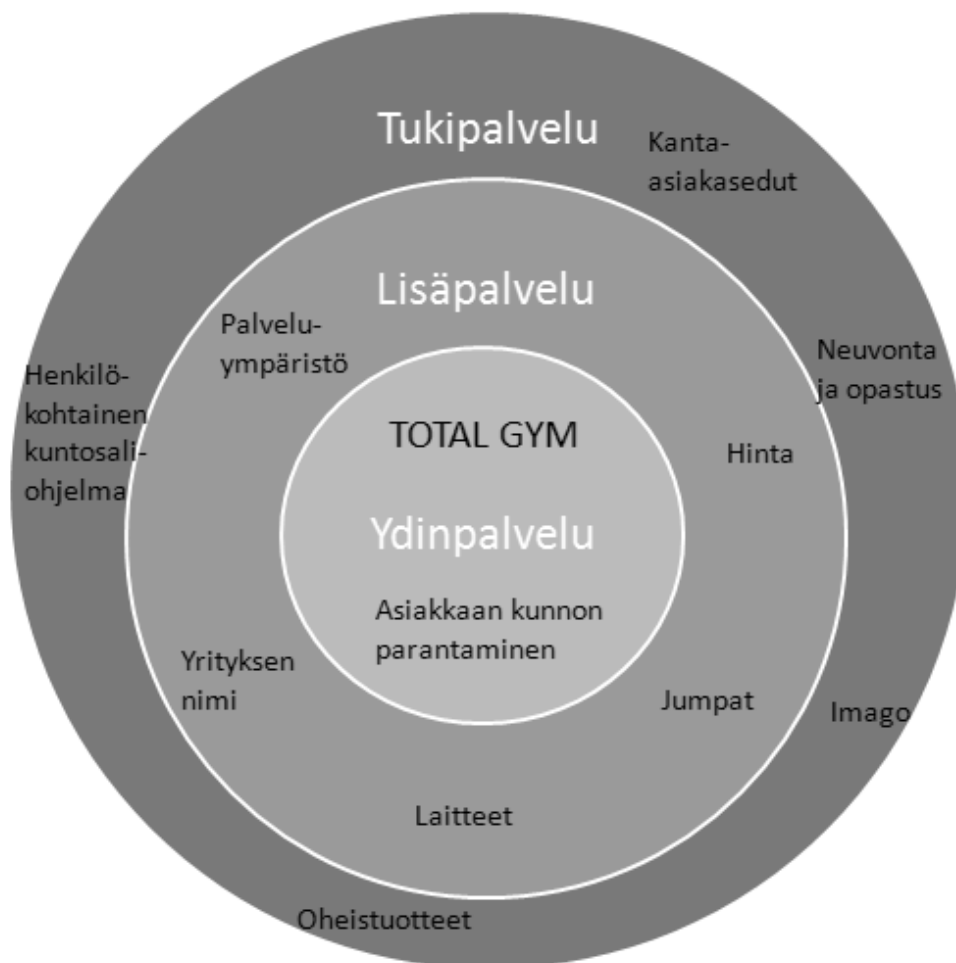 Tukipalvelu
Kanta-
asiakasedut
Lisäpalvelu
Palvelu-
ympäristö
Henkilö-
kohtainen
kuntosali-
ohjelma
Neuvonta
ja opastus
TOTAL GYM
Hinta
Ydinpalvelu
Asiakkaan kunnon
parantaminen
Yrityksen
nimi
Jumpat
Imago
Laitteet
Oheistuotteet